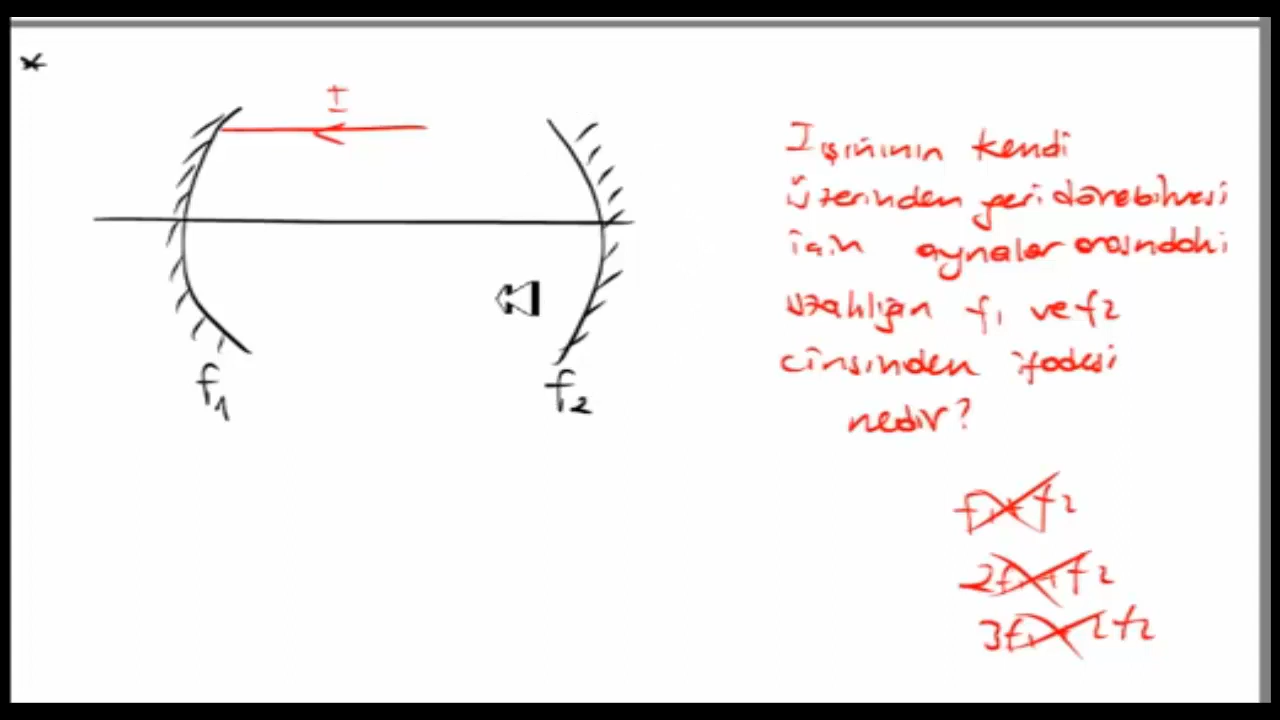 *
I
f1
f2
I ışınının kendi
üzerinden geri dönebilmesi
için aynalar arasındaki
uzaklığın f1 ve f2
cinsinden ifadesi
nedir?
f1+f2
2f1+f2
3f1+2f2